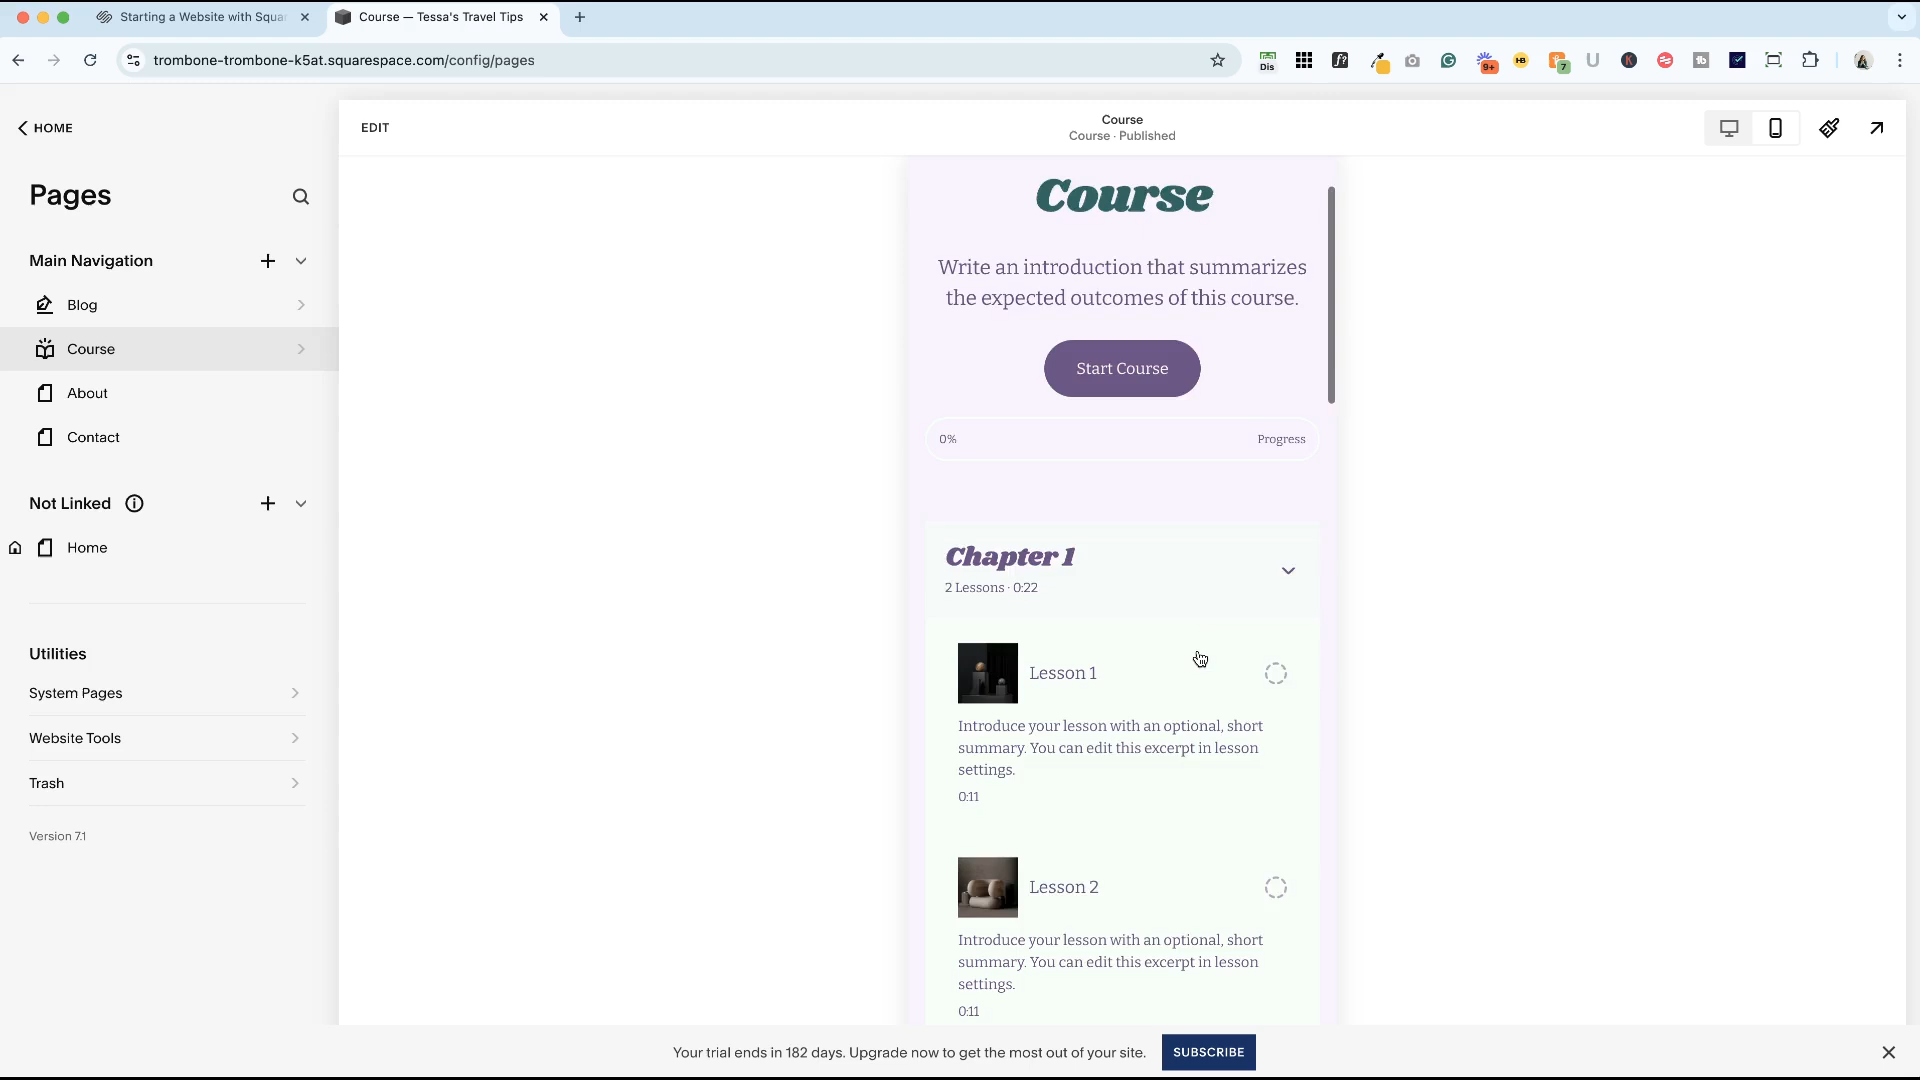 Starting a Website with Squar
Course — Tessa's Travel Tips
trombone-trombone-k5at.squarespace.com/config/pages
Dis
f?
9+
HB
7
U
K
tb
HOME
EDIT
Course
Course · Published
Pages
Main Navigation
Blog
Course
About
Contact
Not Linked
Home
Utilities
System Pages
Website Tools
Trash
Version 7.1
Course
Write an introduction that summarizes
the expected outcomes of this course.
Start Course
0%
Progress
Chapter 1
2 Lessons · 0:22
Lesson 1
Introduce your lesson with an optional, short
summary. You can edit this excerpt in lesson
settings.
0:11
Lesson 2
Introduce your lesson with an optional, short
summary. You can edit this excerpt in lesson
settings.
0:11
Your trial ends in 182 days. Upgrade now to get the most out of your site.
SUBSCRIBE